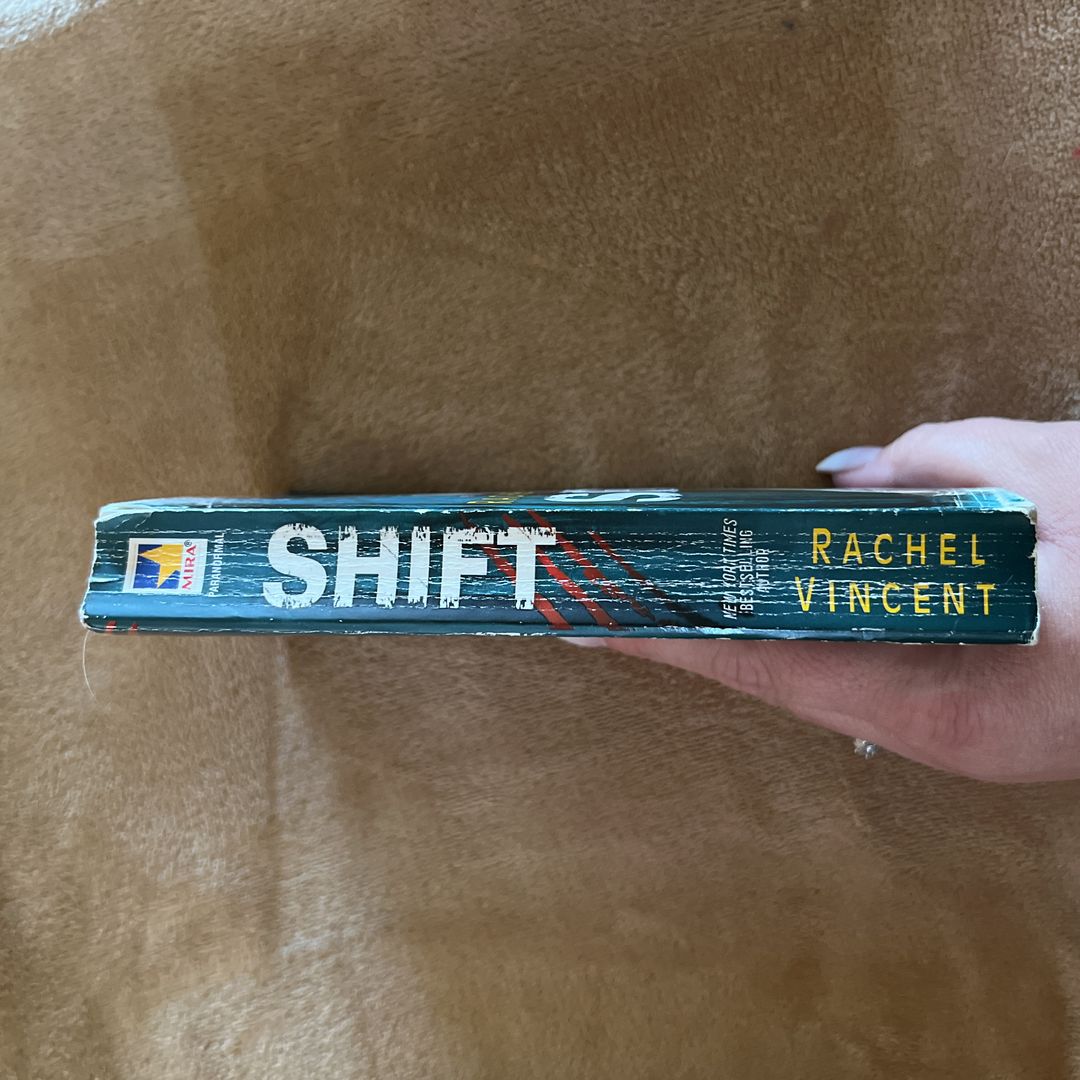 MIRA®
PARANORMAL
SHIFT
NEW YORK TIMES
BESTSELLING
AUTHOR
RACHEL
VINCENT